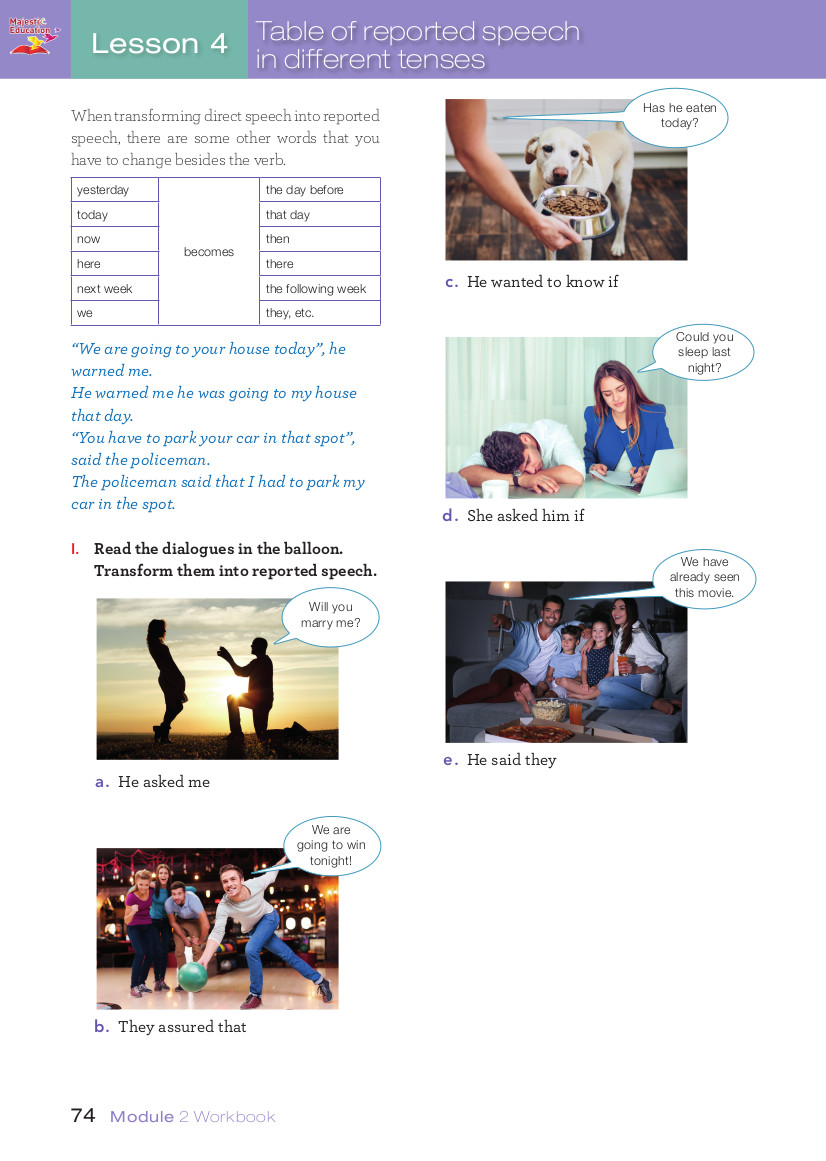 Majestic
Education
Lesson 4
Table of reported speech
in different tenses
When transforming direct speech into reported
speech, there are some other words that you
have to change besides the verb.
yesterday
today
now
here
next week
we
becomes
the day before
that day
then
there
the following week
they, etc.
“We are going to your house today”, he
warned me.
He warned me he was going to my house
that day.
“You have to park your car in that spot”,
said the policeman.
The policeman said that I had to park my
car in the spot.
I. Read the dialogues in the balloon.
Transform them into reported speech.
Will you
marry me?
a. He asked me
We are
going to win
tonight!
b. They assured that
Has he eaten
today?
c. He wanted to know if
Could you
sleep last
night?
d. She asked him if
We have
already seen
this movie.
e. He said they
74 Module 2 Workbook